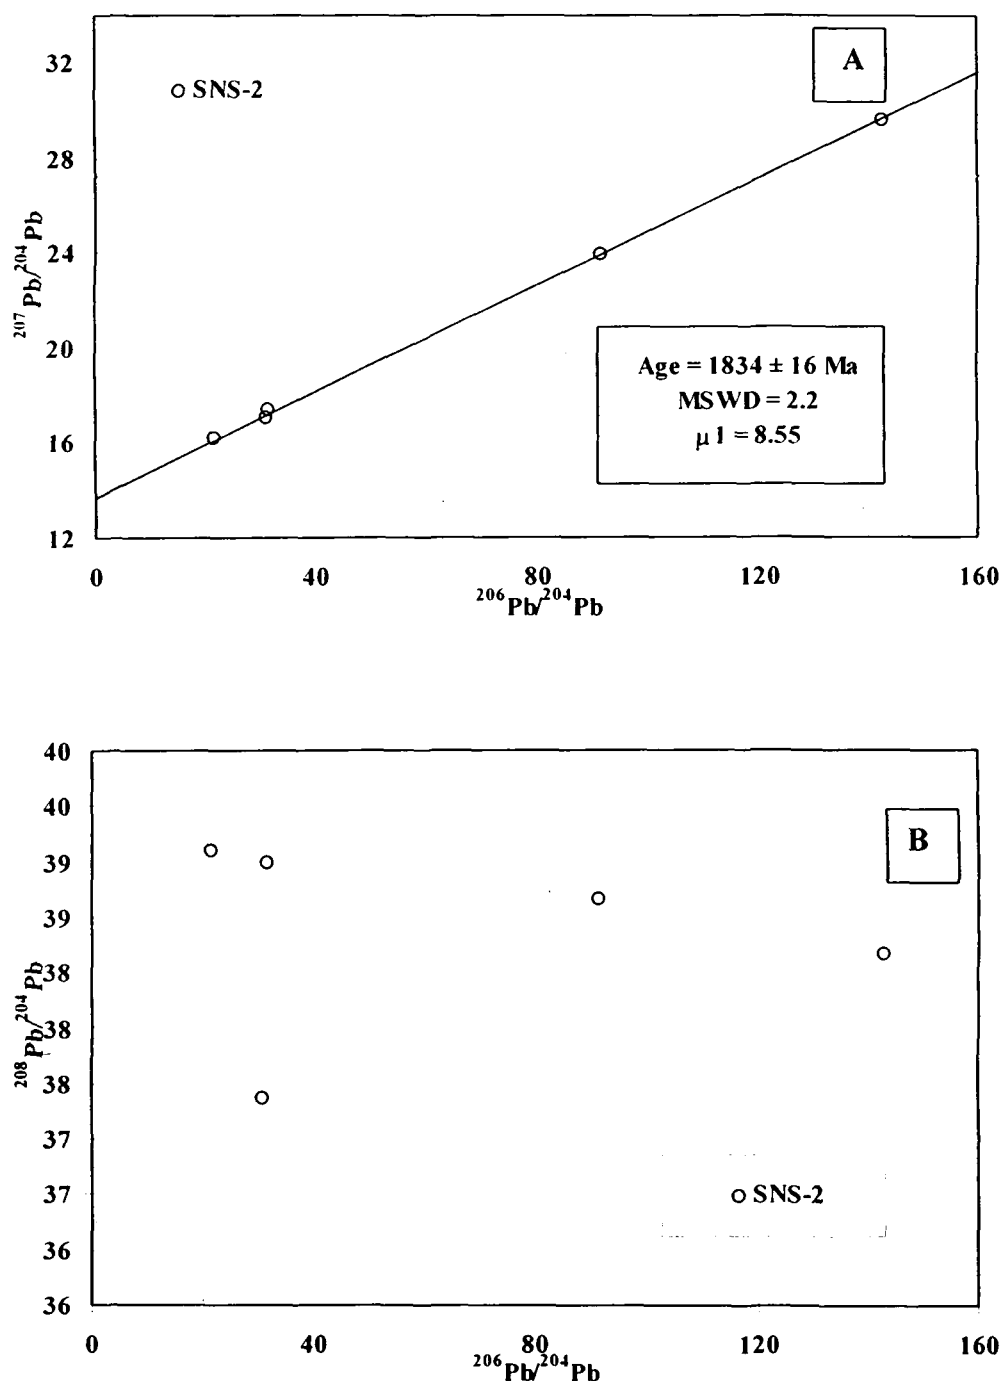 A
32
SNS-2
28
24
20
16
12
²⁰⁷Pb/²⁰⁴Pb
Age = 1834 ± 16 Ma
MSWD = 2.2
μ1 = 8.55
0 40 80 120 160
²⁰⁶Pb/²⁰⁴Pb
40
40
39
39
38
38
38
37
37
36
36
²⁰⁸Pb/²⁰⁴Pb
B
SNS-2
0 40 80 120 160
²⁰⁶Pb/²⁰⁴Pb